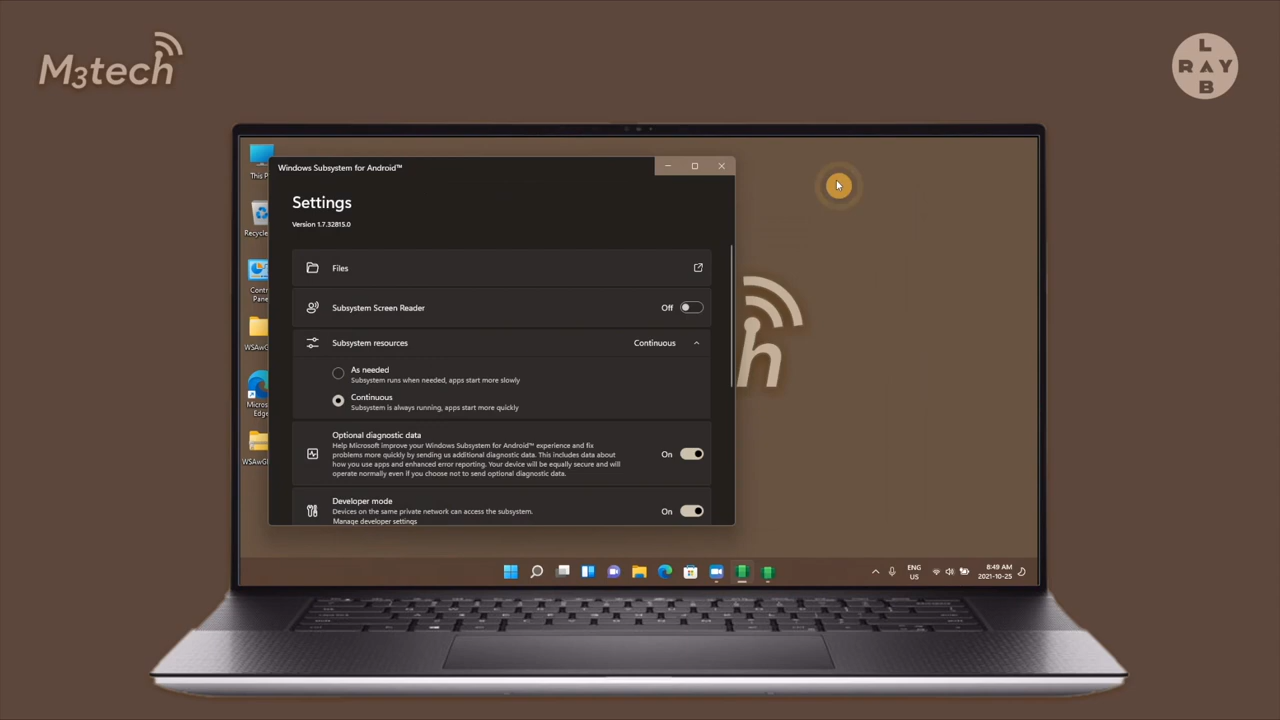 M3tech
L
RAY
B
This P
Recycle
Contr
Pane
WSAwG
Micros
Edge
WSAwG
Windows Subsystem for Android™
Settings
Version 1.7.32815.0
Files
Subsystem Screen Reader
Off
Subsystem resources
Continuous
As needed
Subsystem runs when needed, apps start more slowly
Continuous
Subsystem is always running, apps start more quickly
Optional diagnostic data
Help Microsoft improve your Windows Subsystem for Android™ experience and fix
problems more quickly by sending us additional diagnostic data. This includes data about
how you use apps and enhanced error reporting. Your device will be equally secure and will
operate normally even if you choose not to send optional diagnostic data.
On
Developer mode
Devices on the same private network can access the subsystem.
Manage developer settings
On
h
ENG
US
8:49 AM
2021-10-25